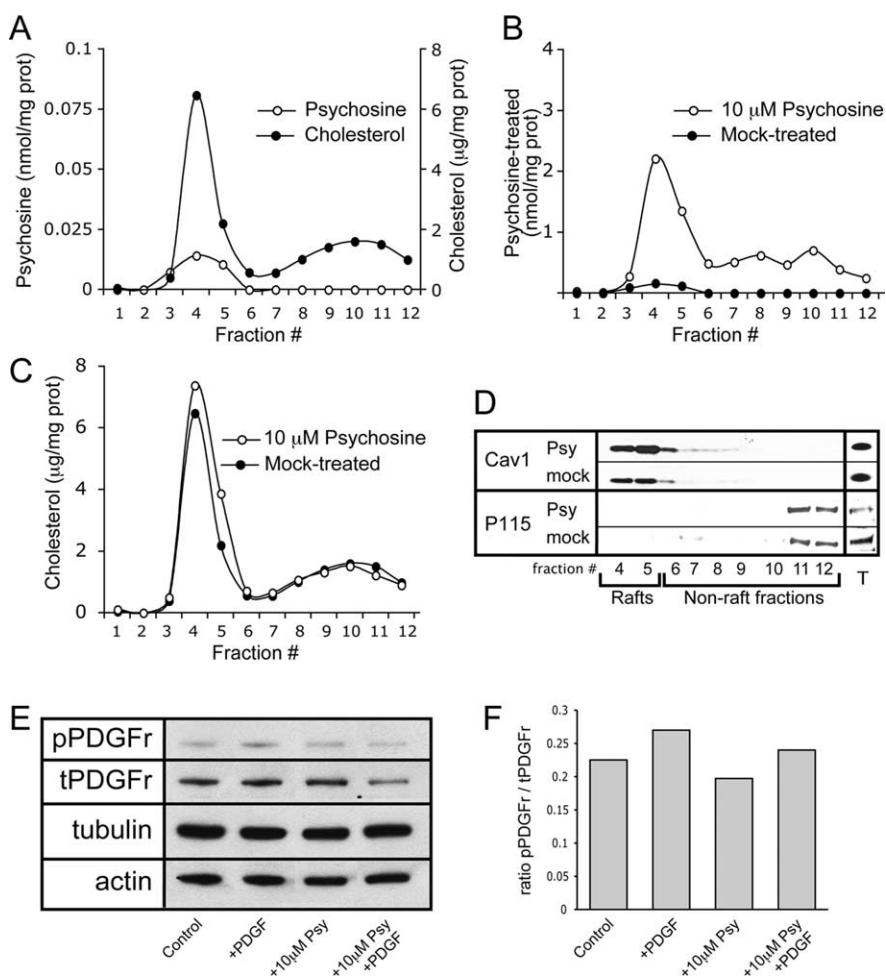 A
Psychosine (nmol/mg prot)
0.1
0.075
0.05
0.025
0
8
6
4
2
0
Cholesterol (µg/mg prot)
Psychosine
Cholesterol
1 2 3 4 5 6 7 8 9 10 11 12
Fraction #
B
Psychosine-treated
(nmol/mg prot)
4
3
2
1
10 µM Psychosine
Mock-treated
1 2 3 4 5 6 7 8 9 10 11 12
Fraction #
C
Cholesterol (µg/mg prot)
8
6
4
2
0
10 µM Psychosine
Mock-treated
1 2 3 4 5 6 7 8 9 10 11 12
Fraction #
D
Cav1
Psy
mock
P115
Psy
mock
fraction # 4 5 6 7 8 9 10 11 12 T
Rafts Non-raft fractions
E
pPDGFr
tPDGFr
tubulin
actin
Control
+PDGF
+10µM Psy
+10µM Psy
+PDGF
F
ratio pPDGFr / tPDGFr
0.3
0.25
0.2
0.15
0.1
0.05
0
Control
+PDGF
+10µM Psy
+10µM Psy
+PDGF